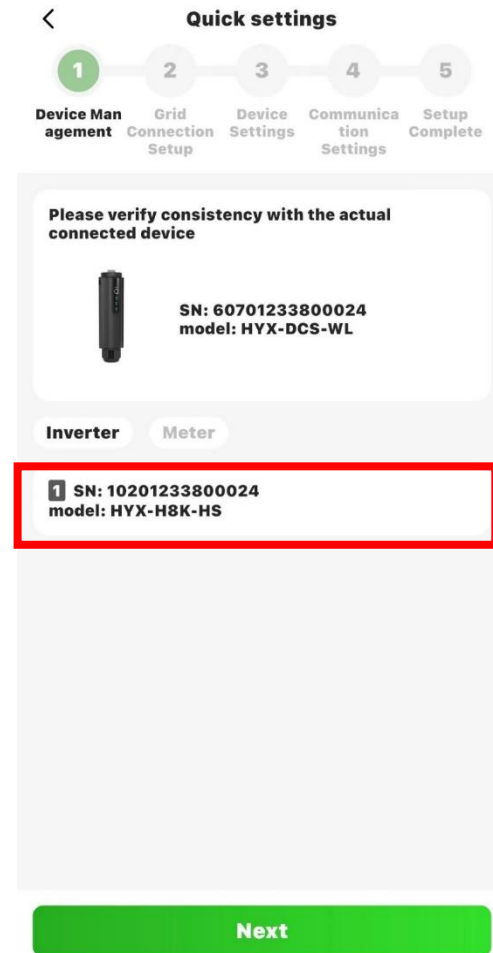 Quick settings
1
2
3
4
5
Device Man
agement
Grid
Connection
Setup
Device
Settings
Communica
tion
Settings
Setup
Complete
Please verify consistency with the actual
connected device
SN: 60701233800024
model: HYX-DCS-WL
Inverter
Meter
1 SN: 10201233800024
model: HYX-H8K-HS
Next